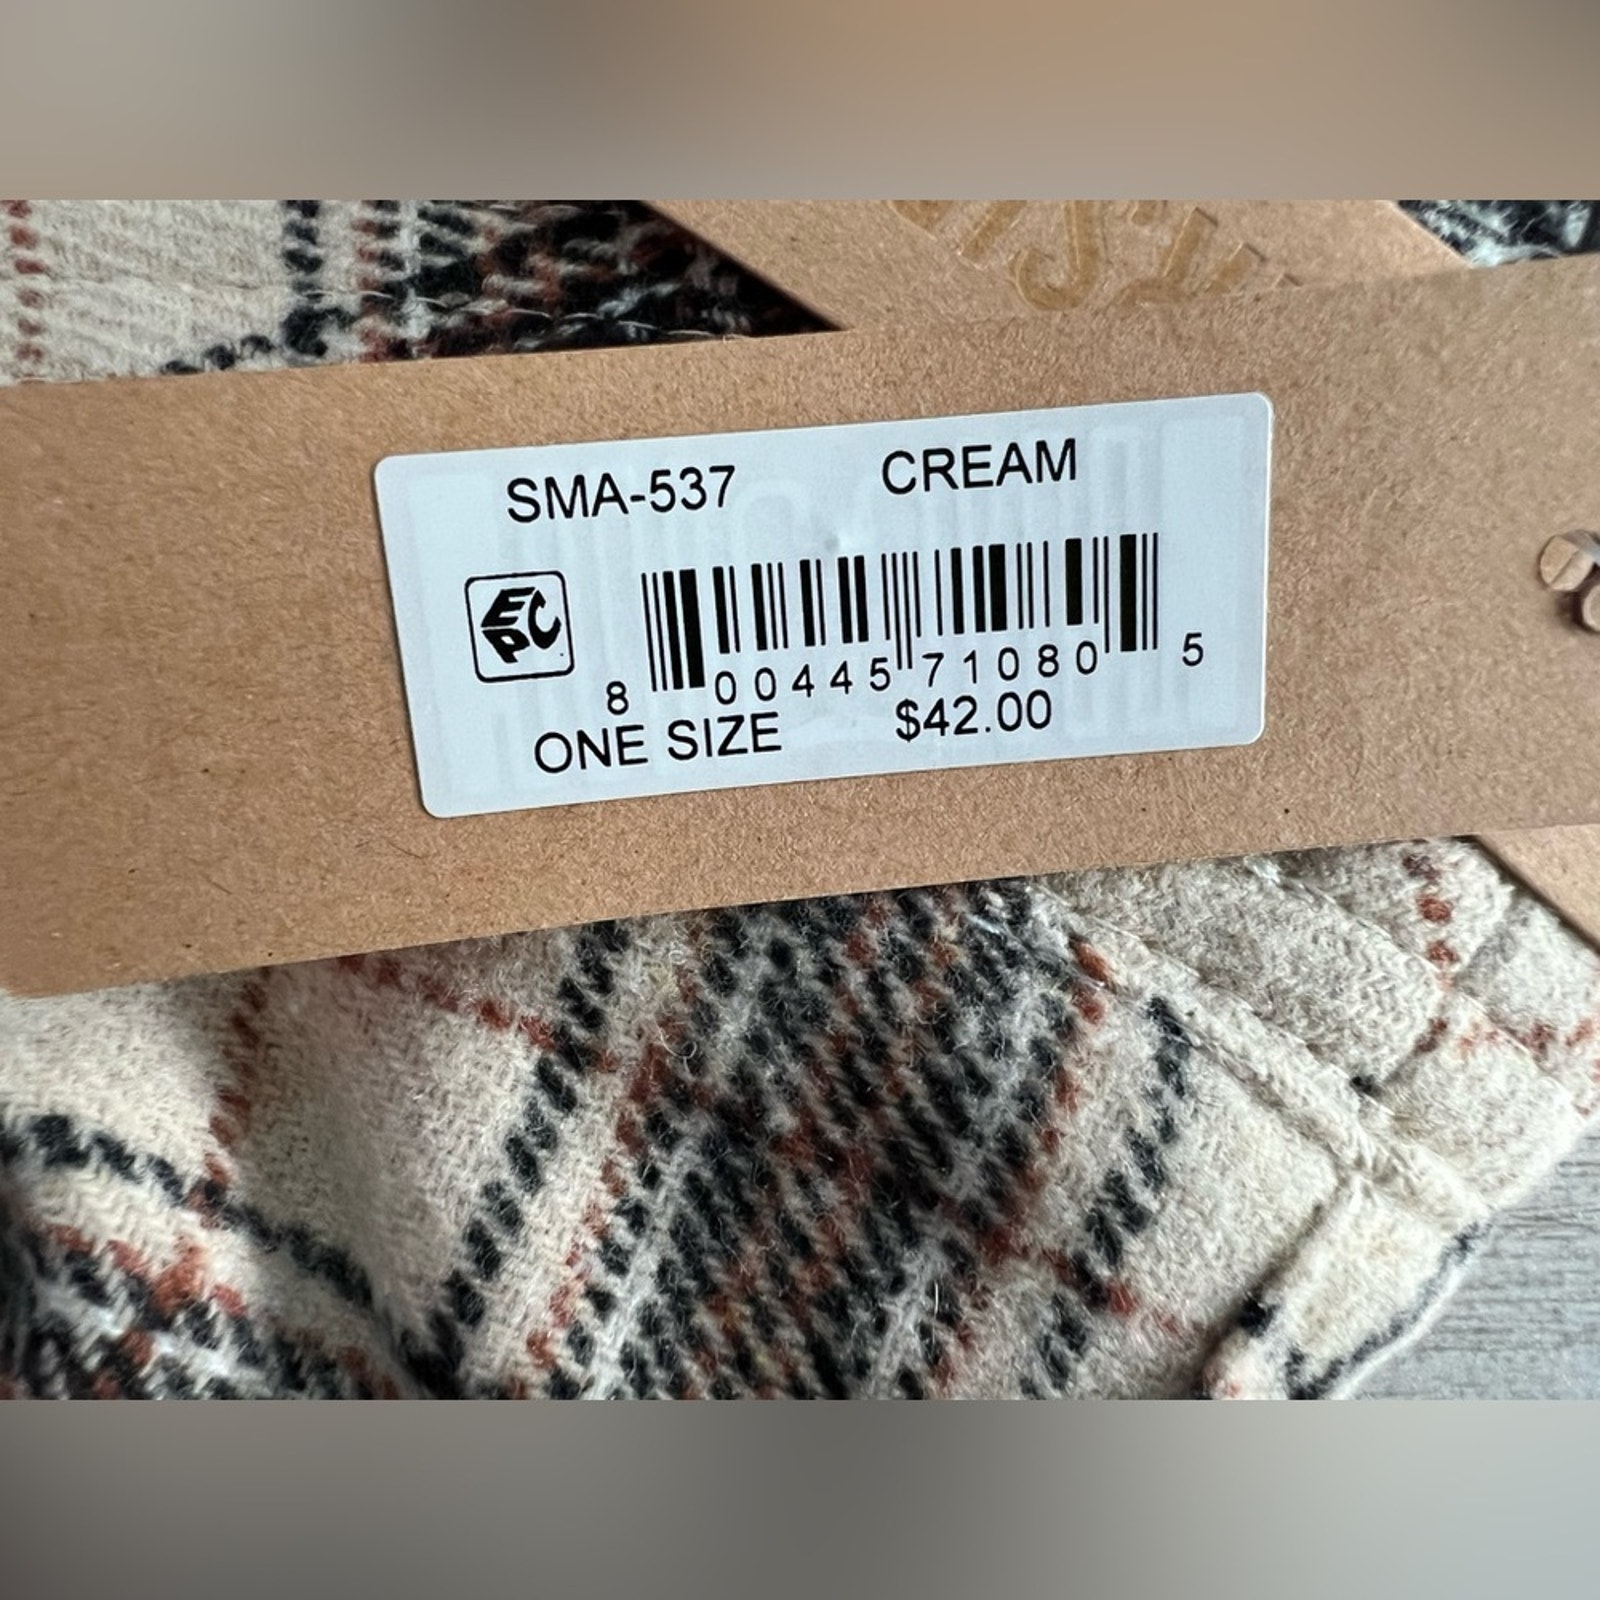 SMA-537 CREAM
EPC
8 00445 71080 5
ONE SIZE $42.00